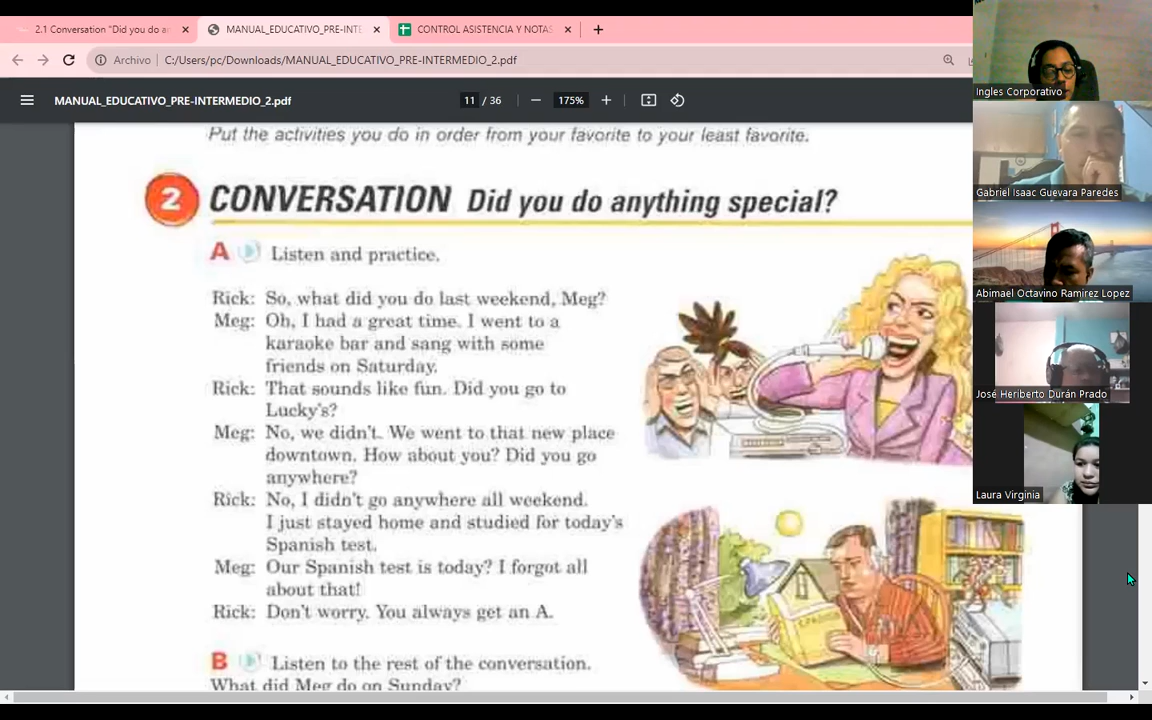 2.1 Conversation "Did you do a
MANUAL_EDUCATIVO_PRE-INTE
CONTROL ASISTENCIA Y NOTAS
Archivo
C:/Users/pc/Downloads/MANUAL_EDUCATIVO_PRE-INTERMEDIO_2.pdf
MANUAL_EDUCATIVO_PRE-INTERMEDIO_2.pdf
11 / 36
175%
Put the activities you do in order from your favorite to your least favorite.
2 CONVERSATION Did you do anything special?
A Listen and practice.
Rick: So, what did you do last weekend, Meg?
Meg: Oh, I had a great time. I went to a
karaoke bar and sang with some
friends on Saturday.
Rick: That sounds like fun. Did you go to
Lucky's?
Meg: No, we didn't. We went to that new place
downtown. How about you? Did you go
anywhere?
Rick: No, I didn't go anywhere all weekend.
I just stayed home and studied for today's
Spanish test.
Meg: Our Spanish test is today? I forgot all
about that!
Rick: Don't worry. You always get an A.
B Listen to the rest of the conversation.
What did Meg do on Sunday?
Ingles Corporativo
Gabriel Isaac Guevara Paredes
Abimael Octavino Ramirez Lopez
José Heriberto Durán Prado
Laura Virginia